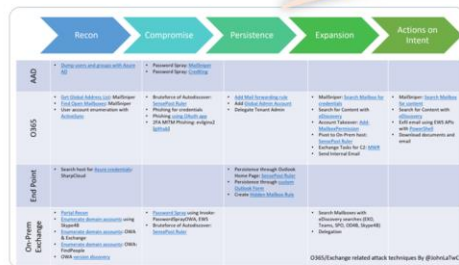 Recon
Compromise
Persistence
Expansion
Actions on
Intent
AAD
Dump users and groups with Azure
AD
Password Spray: MailSniper
Password Spray: CredKing
O365
Get Global Address List: MailSniper
Find Open Mailboxes: MailSniper
User account enumeration with
ActiveSync
Bruteforce of Autodiscover:
SensePost Ruler
Phishing for credentials
Phishing using OAuth app
2FA MITM Phishing: evilginx2
(github)
Add Mail forwarding rule
Add Global Admin Account
Delegate Tenant Admin
MailSniper: Search Mailbox for
credentials
Search for Content with
eDiscovery
Account Takeover: Add-
MailboxPermission
Pivot to On-Prem host:
SensePost Ruler
Exchange Tasks for C2: MWR
Send Internal Email
MailSniper: Search Mailbox
for content
Search for Content with
eDiscovery
Exfil email using EWS APIs
with PowerShell
Download documents and
email
End Point
Search host for Azure credentials:
SharpCloud
Persistence through Outlook
Home Page: SensePost Ruler
Persistence through custom
Outlook Form
Create Hidden Mailbox Rule
On-Prem
Exchange
Portal Recon
Enumerate domain accounts: using
Skype4B
Enumerate domain accounts: OWA
& Exchange
Enumerate domain accounts: OWA:
FindPeople
OWA version discovery
Password Spray using Invoke-
PasswordSprayOWA, EWS
Bruteforce of Autodiscover:
SensePost Ruler
Search Mailboxes with
eDiscovery searches (EXO,
Teams, SPO, OD4B, Skype4B)
Delegation
O365/Exchange related attack techniques By @JohnLaTwC